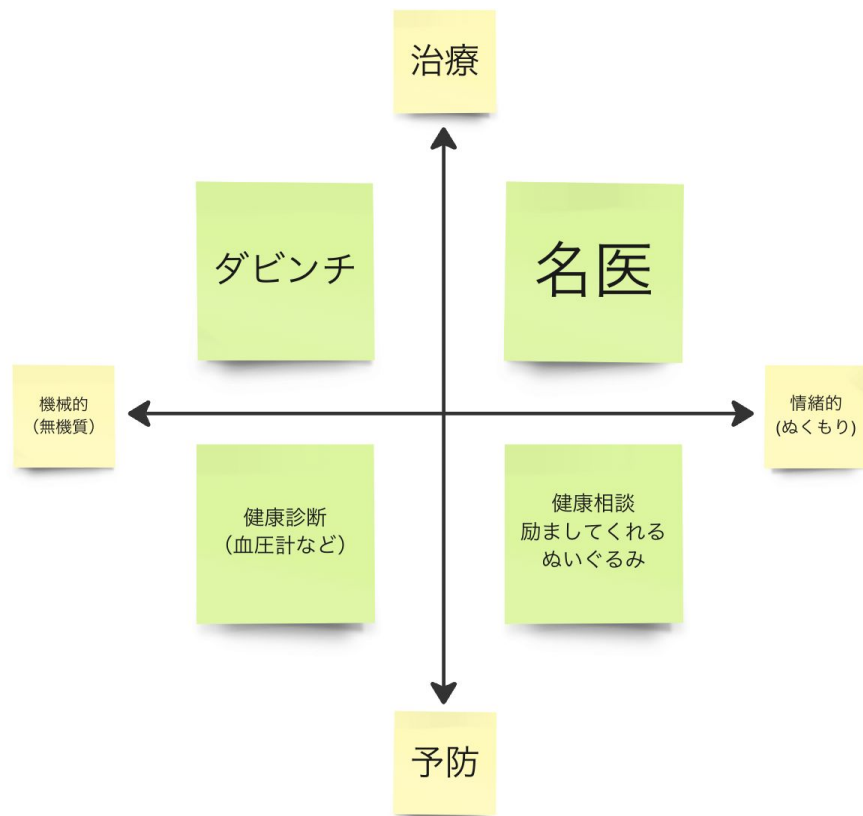 治療
ダビンチ
名医
機械的
（無機質）
情緒的
(ぬくもり)
健康診断
（血圧計など）
健康相談
励ましてくれる
ぬいぐるみ
予防